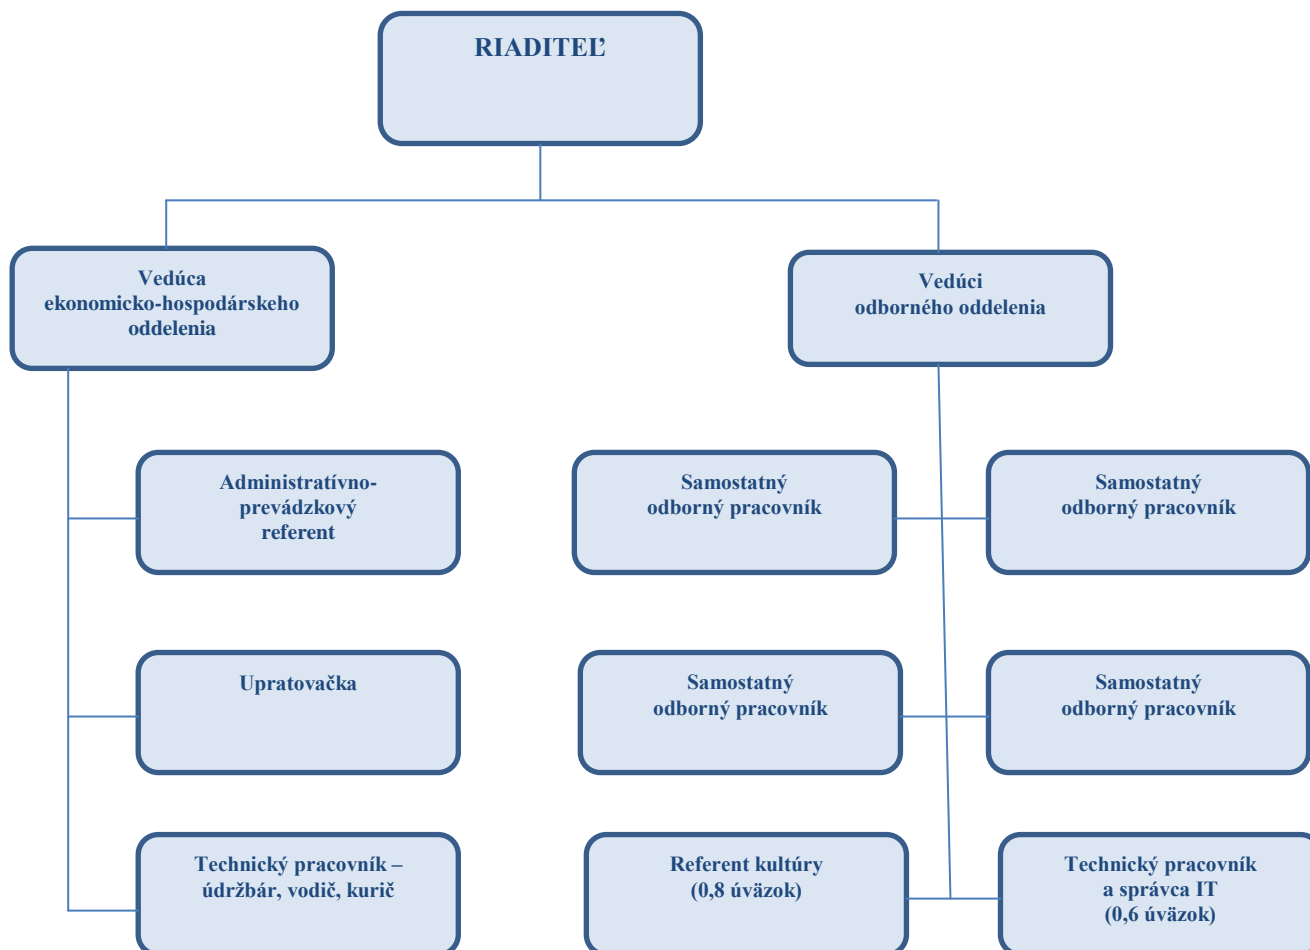 RIADITEĽ
Vedúca
ekonomicko-hospodárskeho
oddelenia
Vedúci
odborného oddelenia
Administratívno-
prevádzkový
referent
Samostatný
odborný pracovník
Samostatný
odborný pracovník
Upratovačka
Samostatný
odborný pracovník
Samostatný
odborný pracovník
Technický pracovník –
údržbár, vodič, kurič
Referent kultúry
(0,8 úväzok)
Technický pracovník
a správca IT
(0,6 úväzok)